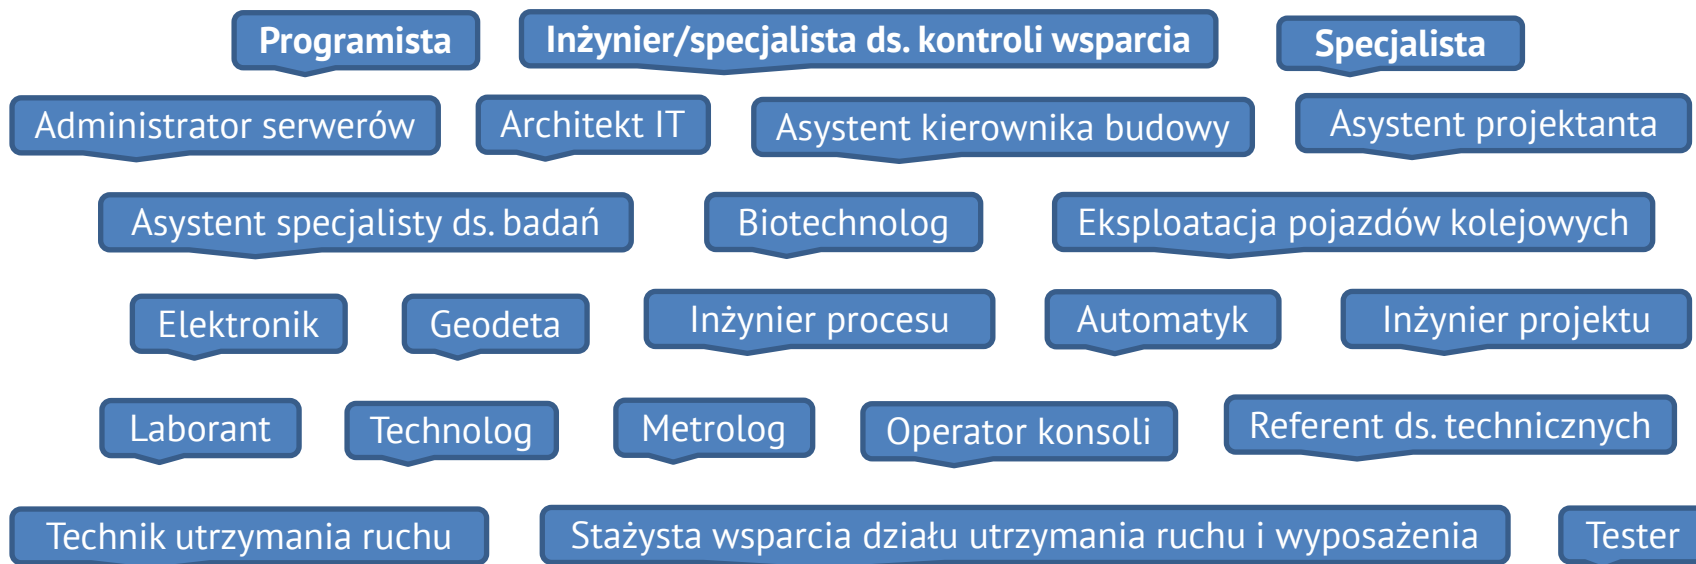 Programista
Inżynier/specjalista ds. kontroli wsparcia
Specjalista
Administrator serwerów
Architekt IT
Asystent kierownika budowy
Asystent projektanta
Asystent specjalisty ds. badań
Biotechnolog
Eksploatacja pojazdów kolejowych
Elektronik
Geodeta
Inżynier procesu
Automatyk
Inżynier projektu
Laborant
Technolog
Metrolog
Operator konsoli
Referent ds. technicznych
Technik utrzymania ruchu
Stażysta wsparcia działu utrzymania ruchu i wyposażenia
Tester